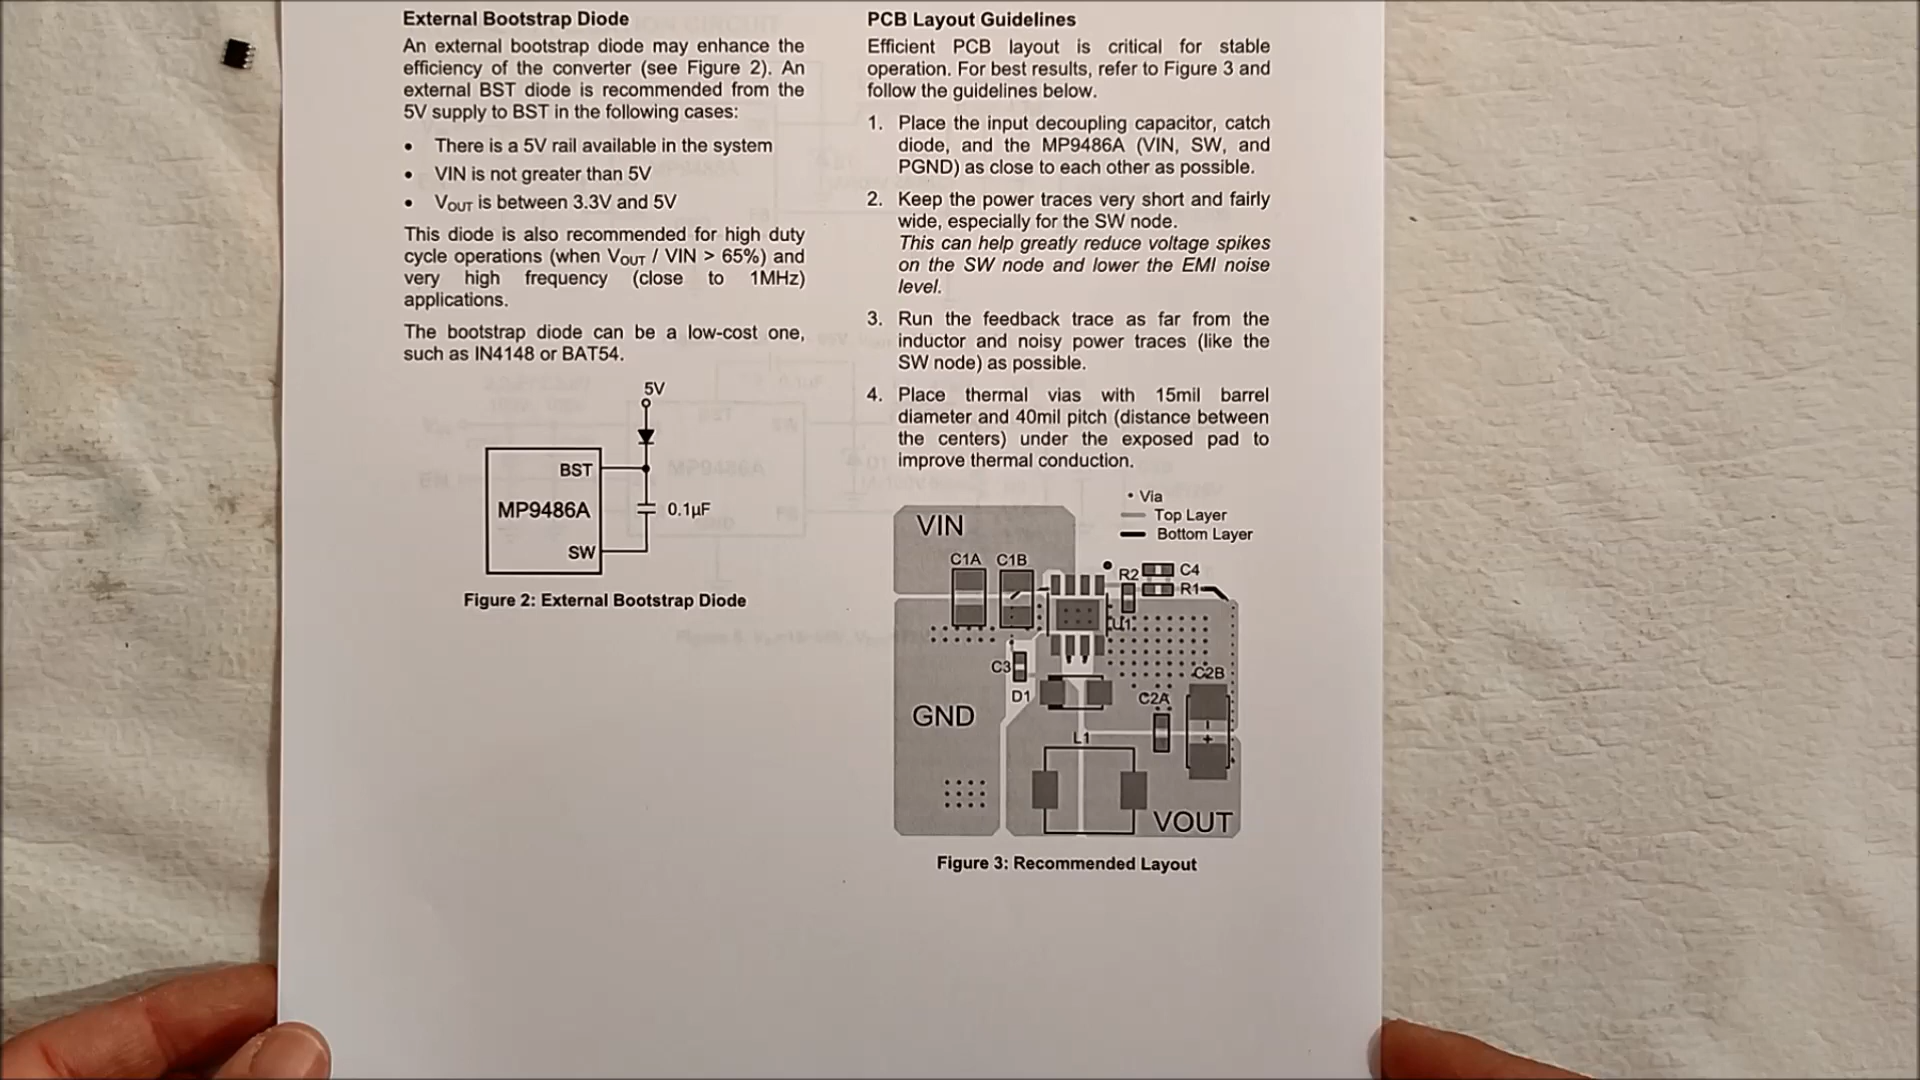 External Bootstrap Diode
An external bootstrap diode may enhance the
efficiency of the converter (see Figure 2). An
external BST diode is recommended from the
5V supply to BST in the following cases:
• There is a 5V rail available in the system
• VIN is not greater than 5V
• VOUT is between 3.3V and 5V
This diode is also recommended for high duty
cycle operations (when VOUT / VIN > 65%) and
very high frequency (close to 1MHz)
applications.
The bootstrap diode can be a low-cost one,
such as IN4148 or BAT54.
5V
BST
MP9486A
0.1µF
SW
Figure 2: External Bootstrap Diode
PCB Layout Guidelines
Efficient PCB layout is critical for stable
operation. For best results, refer to Figure 3 and
follow the guidelines below.
1. Place the input decoupling capacitor, catch
diode, and the MP9486A (VIN, SW, and
PGND) as close to each other as possible.
2. Keep the power traces very short and fairly
wide, especially for the SW node.
This can help greatly reduce voltage spikes
on the SW node and lower the EMI noise
level.
3. Run the feedback trace as far from the
inductor and noisy power traces (like the
SW node) as possible.
4. Place thermal vias with 15mil barrel
diameter and 40mil pitch (distance between
the centers) under the exposed pad to
improve thermal conduction.
• Via
Top Layer
Bottom Layer
VIN
C1A C1B
R2 C4
R1
U1
C3
D1
C2B
C2A
GND
L1
- +
VOUT
Figure 3: Recommended Layout